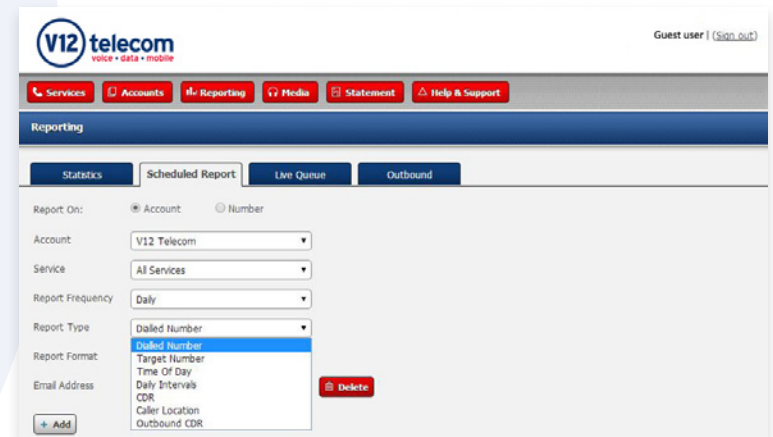 V12 telecom
voice • data • mobile
Guest user | (Sign out)
Services Accounts Reporting Media Statement Help & Support
Reporting
Statistics Scheduled Report Live Queue Outbound
Report On: Account Number
Account V12 Telecom
Service All Services
Report Frequency Daily
Report Type Dialled Number
Dialled Number
Report Format Target Number
Time Of Day
Email Address Daily Intervals Delete
CDR
Caller Location
+ Add Outbound CDR